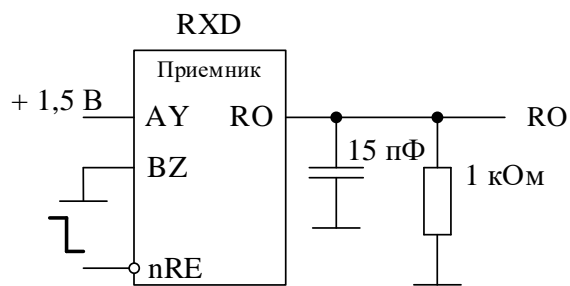 RXD
Приемник
+ 1,5 В
AY
RO
RO
BZ
15 пФ
1 кОм
nRE